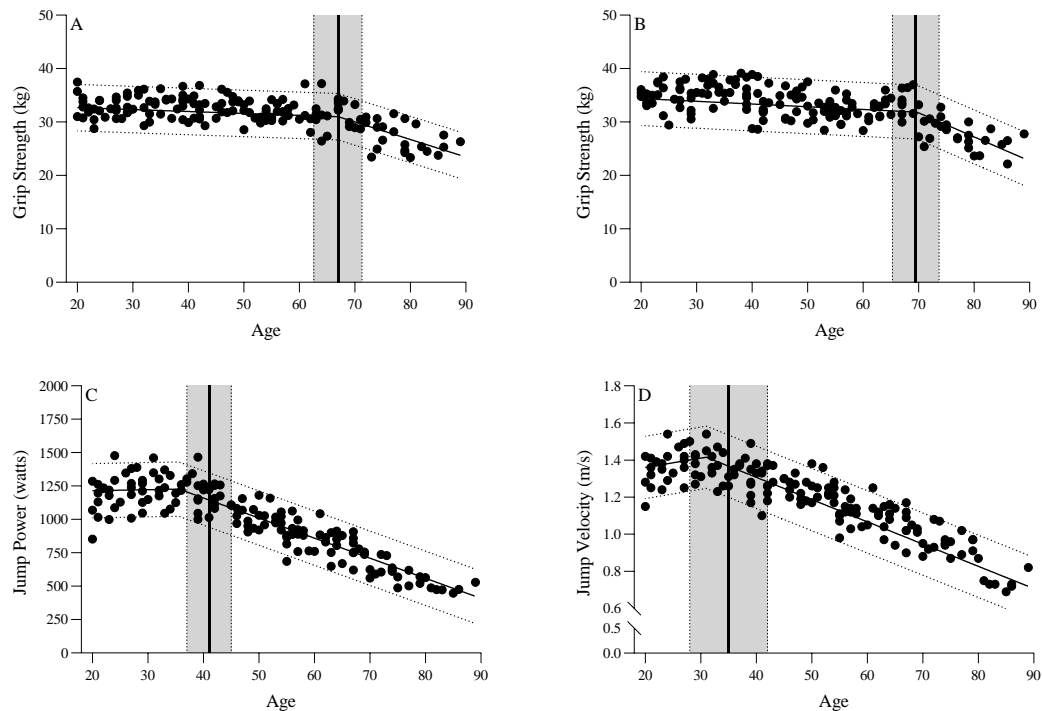 A
Grip Strength (kg)
50
40
30
20
10
0
20 30 40 50 60 70 80 90
Age
B
Grip Strength (kg)
50
40
30
20
10
0
20 30 40 50 60 70 80 90
Age
C
Jump Power (watts)
2000
1750
1500
1250
1000
750
500
250
0
20 30 40 50 60 70 80 90
Age
D
Jump Velocity (m/s)
1.8
1.6
1.4
1.2
1.0
0.8
0.6
0.5
0.0
20 30 40 50 60 70 80 90
Age